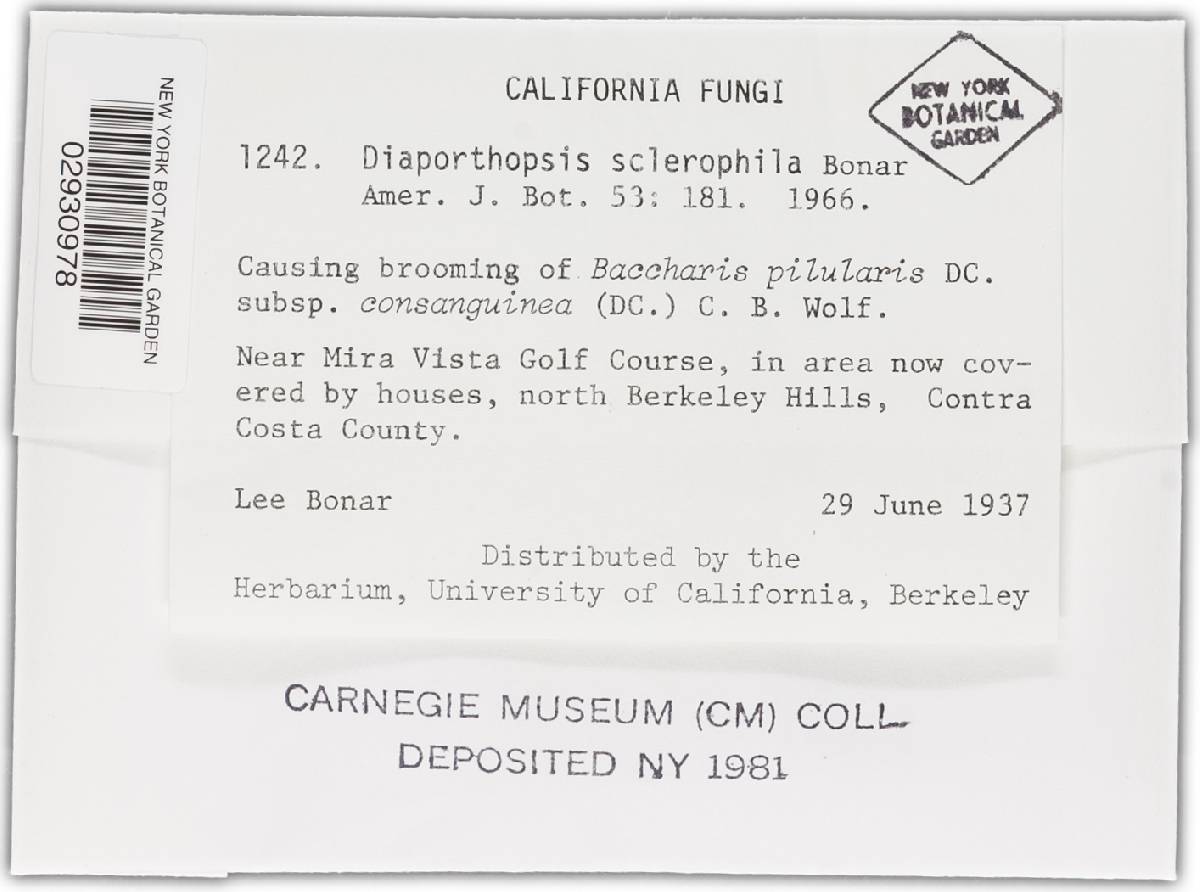 CALIFORNIA FUNGI
NEW YORK
BOTANICAL
GARDEN
1242. Diaporthopsis sclerophila Bonar
Amer. J. Bot. 53: 181. 1966.
NEW YORK BOTANICAL GARDEN
02930978
Causing brooming of Baccharis pilularis DC.
subsp. consanguinea (DC.) C. B. Wolf.
Near Mira Vista Golf Course, in area now cov-
ered by houses, north Berkeley Hills, Contra
Costa County.
Lee Bonar 29 June 1937
Distributed by the
Herbarium, University of California, Berkeley
CARNEGIE MUSEUM (CM) COLL
DEPOSITED NY 1981